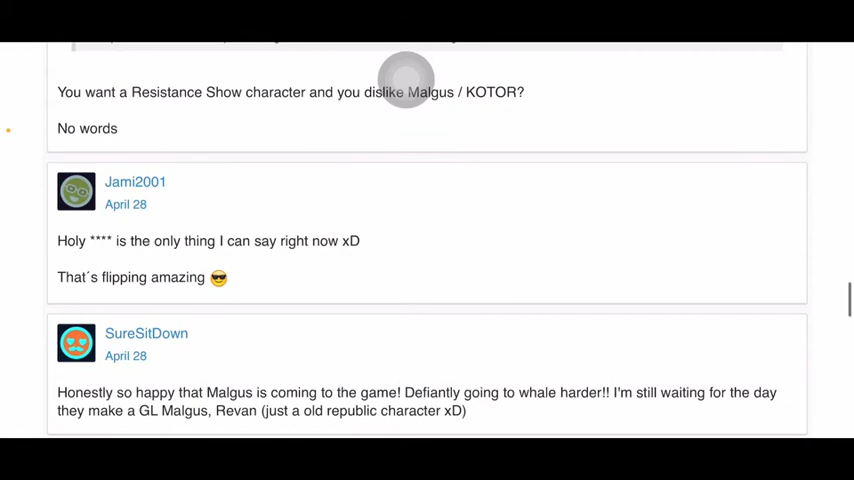 You want a Resistance Show character and you dislike Malgus / KOTOR?
No words
Jami2001
April 28
Holy **** is the only thing I can say right now xD
That´s flipping amazing 😎
SureSitDown
April 28
Honestly so happy that Malgus is coming to the game! Defiantly going to whale harder!! I'm still waiting for the day
they make a GL Malgus, Revan (just a old republic character xD)